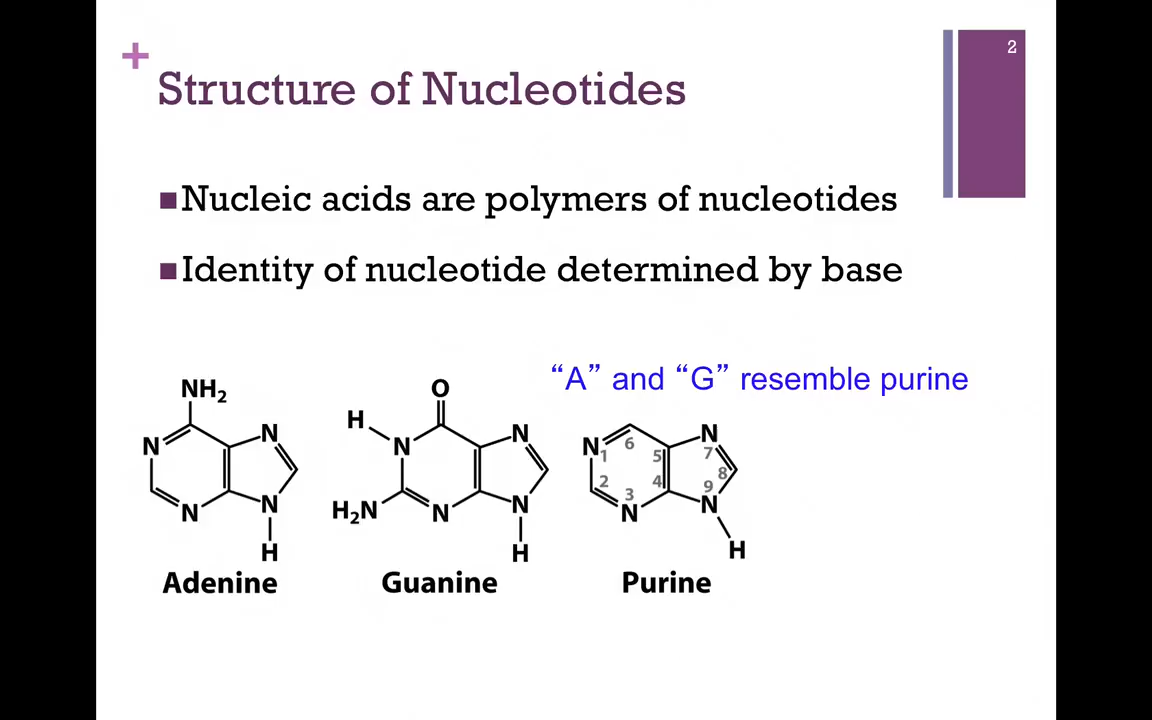 2
+
Structure of Nucleotides
■Nucleic acids are polymers of nucleotides
■Identity of nucleotide determined by base
“A” and “G” resemble purine
NH₂
N
N
N
N
H
Adenine
O
H
N
H₂N
N
N
N
H
Guanine
N
N
N
N
H
1
2
3
4
5
6
7
8
9
Purine